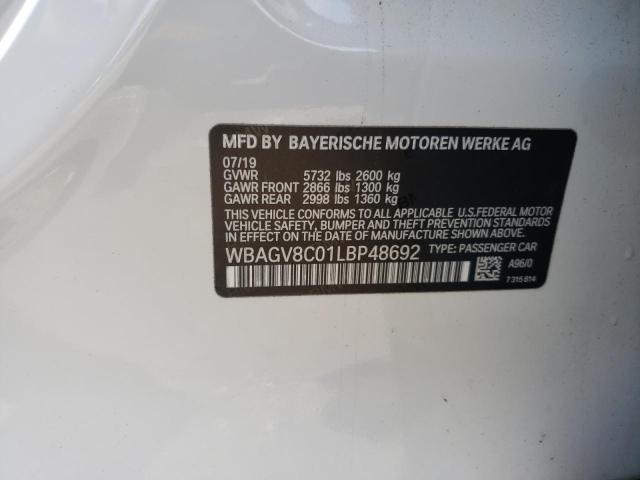 MFD BY BAYERISCHE MOTOREN WERKE AG
07/19
GVWR 5732 lbs 2600 kg
GAWR FRONT 2866 lbs 1300 kg
GAWR REAR 2998 lbs 1360 kg
THIS VEHICLE CONFORMS TO ALL APPLICABLE U.S.FEDERAL MOTOR
VEHICLE SAFETY, BUMPER, AND THEFT PREVENTION STANDARDS
IN EFFECT ON THE DATE OF MANUFACTURE SHOWN ABOVE.
WBAGV8C01LBP48692 TYPE: PASSENGER CAR
A96/0
7315814